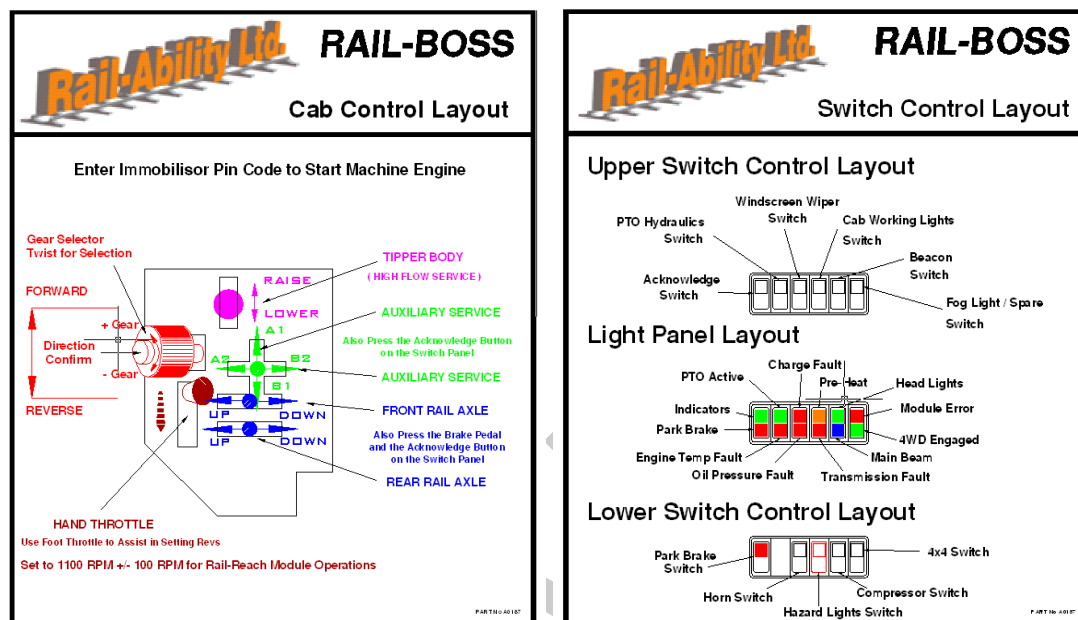 Rail-Ability Ltd.
RAIL-BOSS
Cab Control Layout
Enter Immobilisor Pin Code to Start Machine Engine
Gear Selector
Twist for Selection
FORWARD
+ Gear
Direction
Confirm
- Gear
REVERSE
TIPPER BODY
( HIGH FLOW SERVICE )
RAISE
LOWER
A1
AUXILIARY SERVICE
Also Press the Acknowledge Button
on the Switch Panel
A2
B2
AUXILIARY SERVICE
B1
UP
DOWN
FRONT RAIL AXLE
Also Press the Brake Pedal
and the Acknowledge Button
on the Switch Panel
UP
DOWN
REAR RAIL AXLE
HAND THROTTLE
Use Foot Throttle to Assist in Setting Revs
Set to 1100 RPM +/- 100 RPM for Rail-Reach Module Operations
PART No A0187
Rail-Ability Ltd.
RAIL-BOSS
Switch Control Layout
Upper Switch Control Layout
Windscreen Wiper
Switch
PTO Hydraulics
Switch
Cab Working Lights
Switch
Beacon
Switch
Acknowledge
Switch
Fog Light / Spare
Switch
Light Panel Layout
Charge Fault
PTO Active
Pre-Heat
Head Lights
Indicators
Module Error
Park Brake
4WD Engaged
Engine Temp Fault
Main Beam
Oil Pressure Fault
Transmission Fault
Lower Switch Control Layout
Park Brake
Switch
4x4 Switch
Horn Switch
Compressor Switch
Hazard Lights Switch
PART No A0187